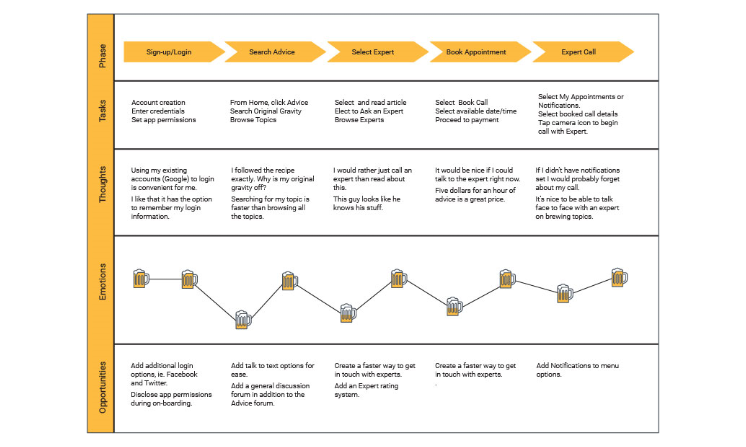 Phase
Sign-up/Login
Search Advice
Select Expert
Book Appointment
Expert Call
Tasks
Account creation
Enter credentials
Set app permissions
From Home, click Advice
Search Original Gravity
Browse Topics
Select and read article
Elect to Ask an Expert
Browse Experts
Select Book Call
Select available date/time
Proceed to payment
Select My Appointments or
Notifications.
Select booked call details
Tap camera icon to begin
call with Expert.
Thoughts
Using my existing
accounts (Google) to login
is convenient for me.
I like that it has the option
to remember my login
information.
I followed the recipe
exactly. Why is my original
gravity off?
Searching for my topic is
faster than browsing all
the topics.
I would rather just call an
expert than read about
this.
This guy looks like he
knows his stuff.
It would be nice if I could
talk to the expert right now.
Five dollars for an hour of
advice is a great price.
If I didn't have notifications
set I would probably forget
about my call.
It's nice to be able to talk
face to face with an expert
on brewing topics.
Emotions
Opportunities
Add additional login
options, ie. Facebook
and Twitter.
Disclose app permissions
during on-boarding.
Add talk to text options for
ease.
Add a general discussion
forum in addition to the
Advice forum.
Create a faster way to get
in touch with experts.
Add an Expert rating
system.
Create a faster way to get
in touch with experts.
.
Add Notifications to menu
options.